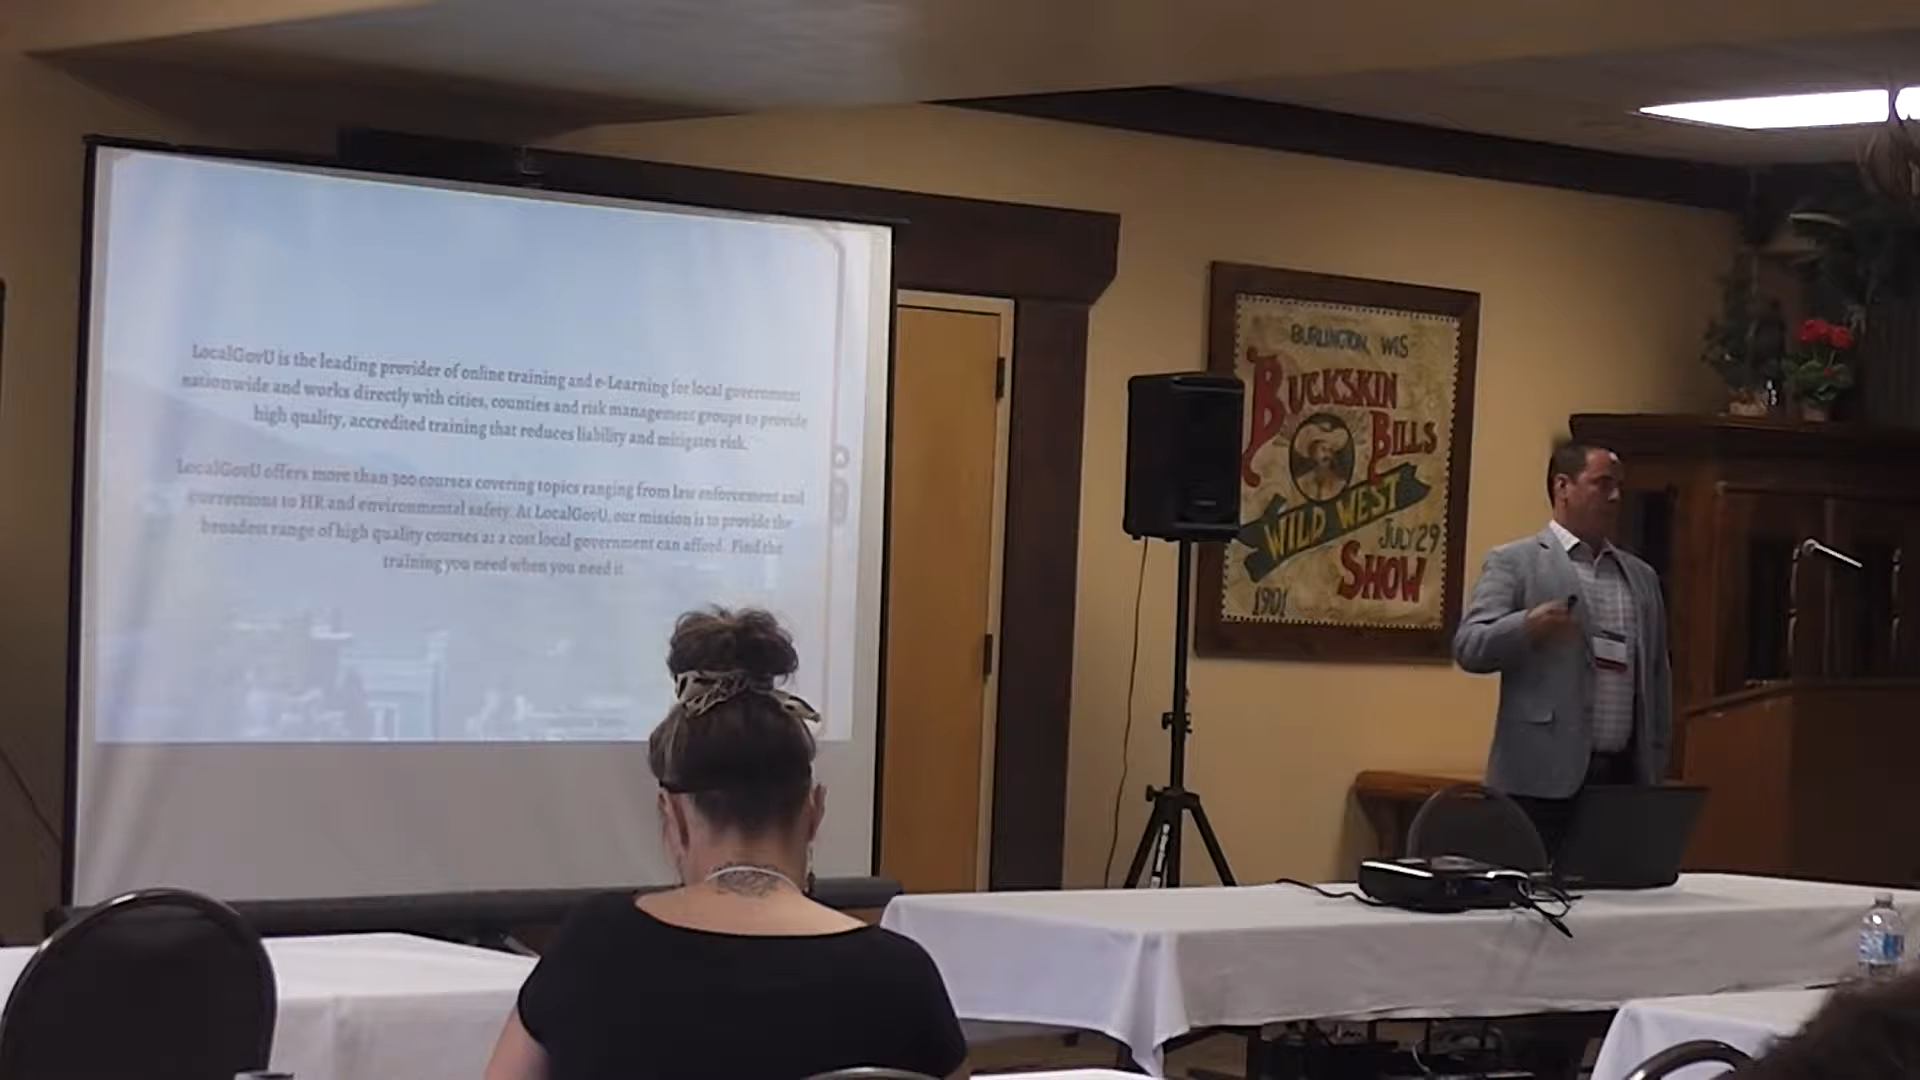 LocalGovU is the leading provider of online training and e-Learning for local government
nationwide and works directly with cities, counties and risk management groups to provide
high quality, accredited training that reduces liability and mitigates risk.
LocalGovU offers more than 300 courses covering topics ranging from law enforcement and
corrections to HR and environmental safety. At LocalGovU, our mission is to provide the
broadest range of high quality courses at a cost local government can afford. Find the
training you need when you need it
BURLINGTON, WIS
BUCKSKIN
BILLS
WILD WEST
JULY 29
SHOW
1901